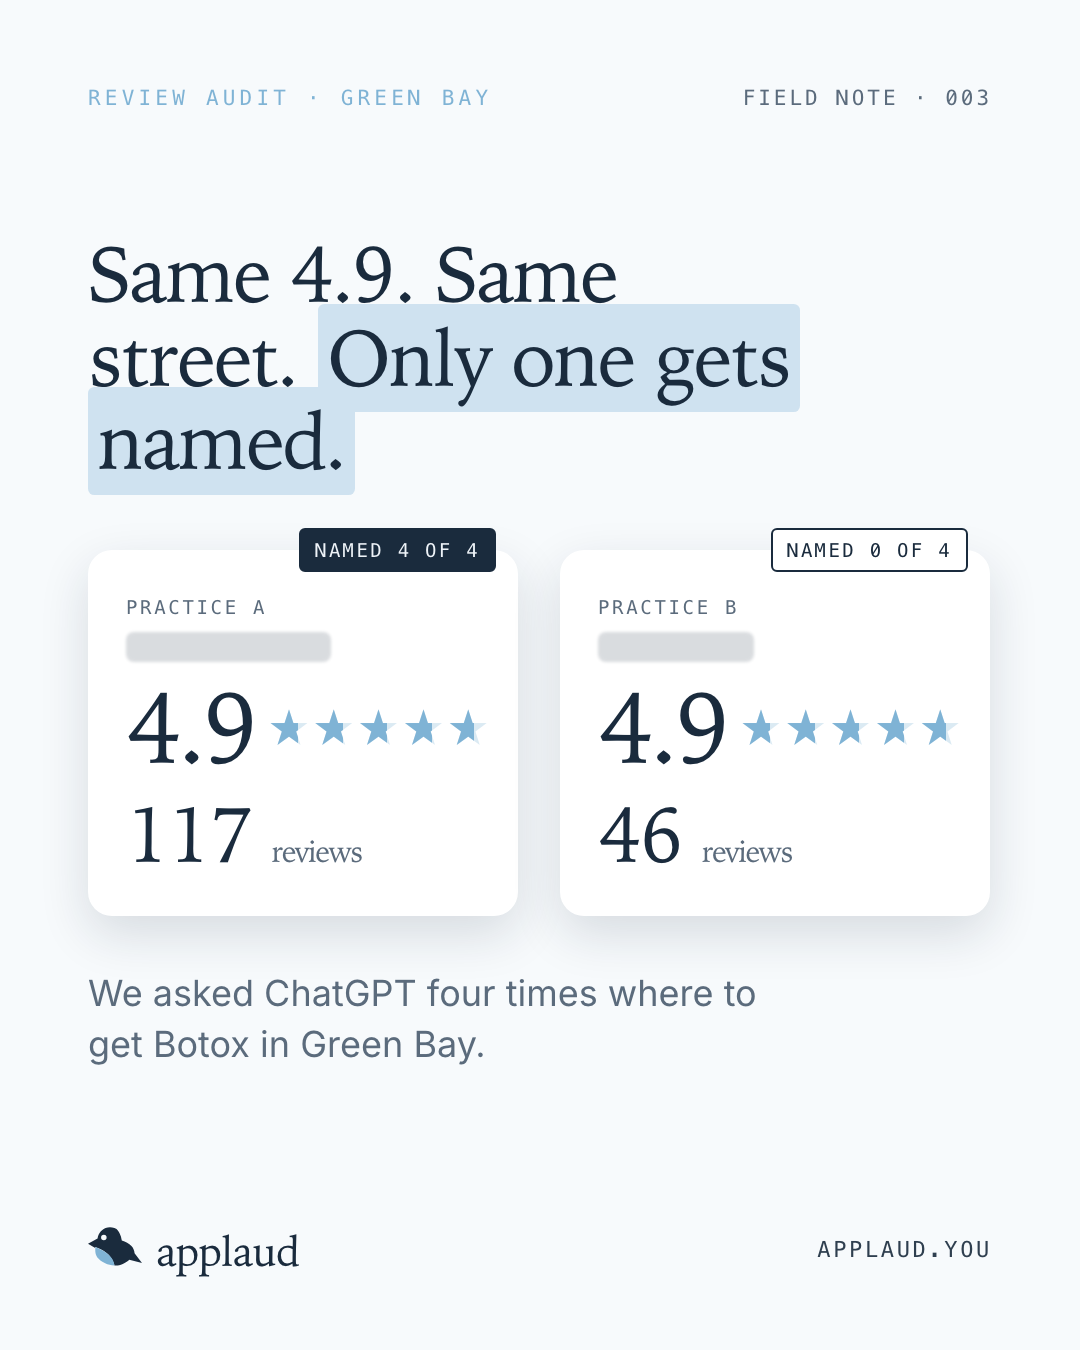 REVIEW AUDIT · GREEN BAY
FIELD NOTE · 003
Same 4.9. Same
street. Only one gets
named.
NAMED 4 OF 4
PRACTICE A
4.9
117 reviews
NAMED 0 OF 4
PRACTICE B
4.9
46 reviews
We asked ChatGPT four times where to
get Botox in Green Bay.
applaud
APPLAUD.YOU